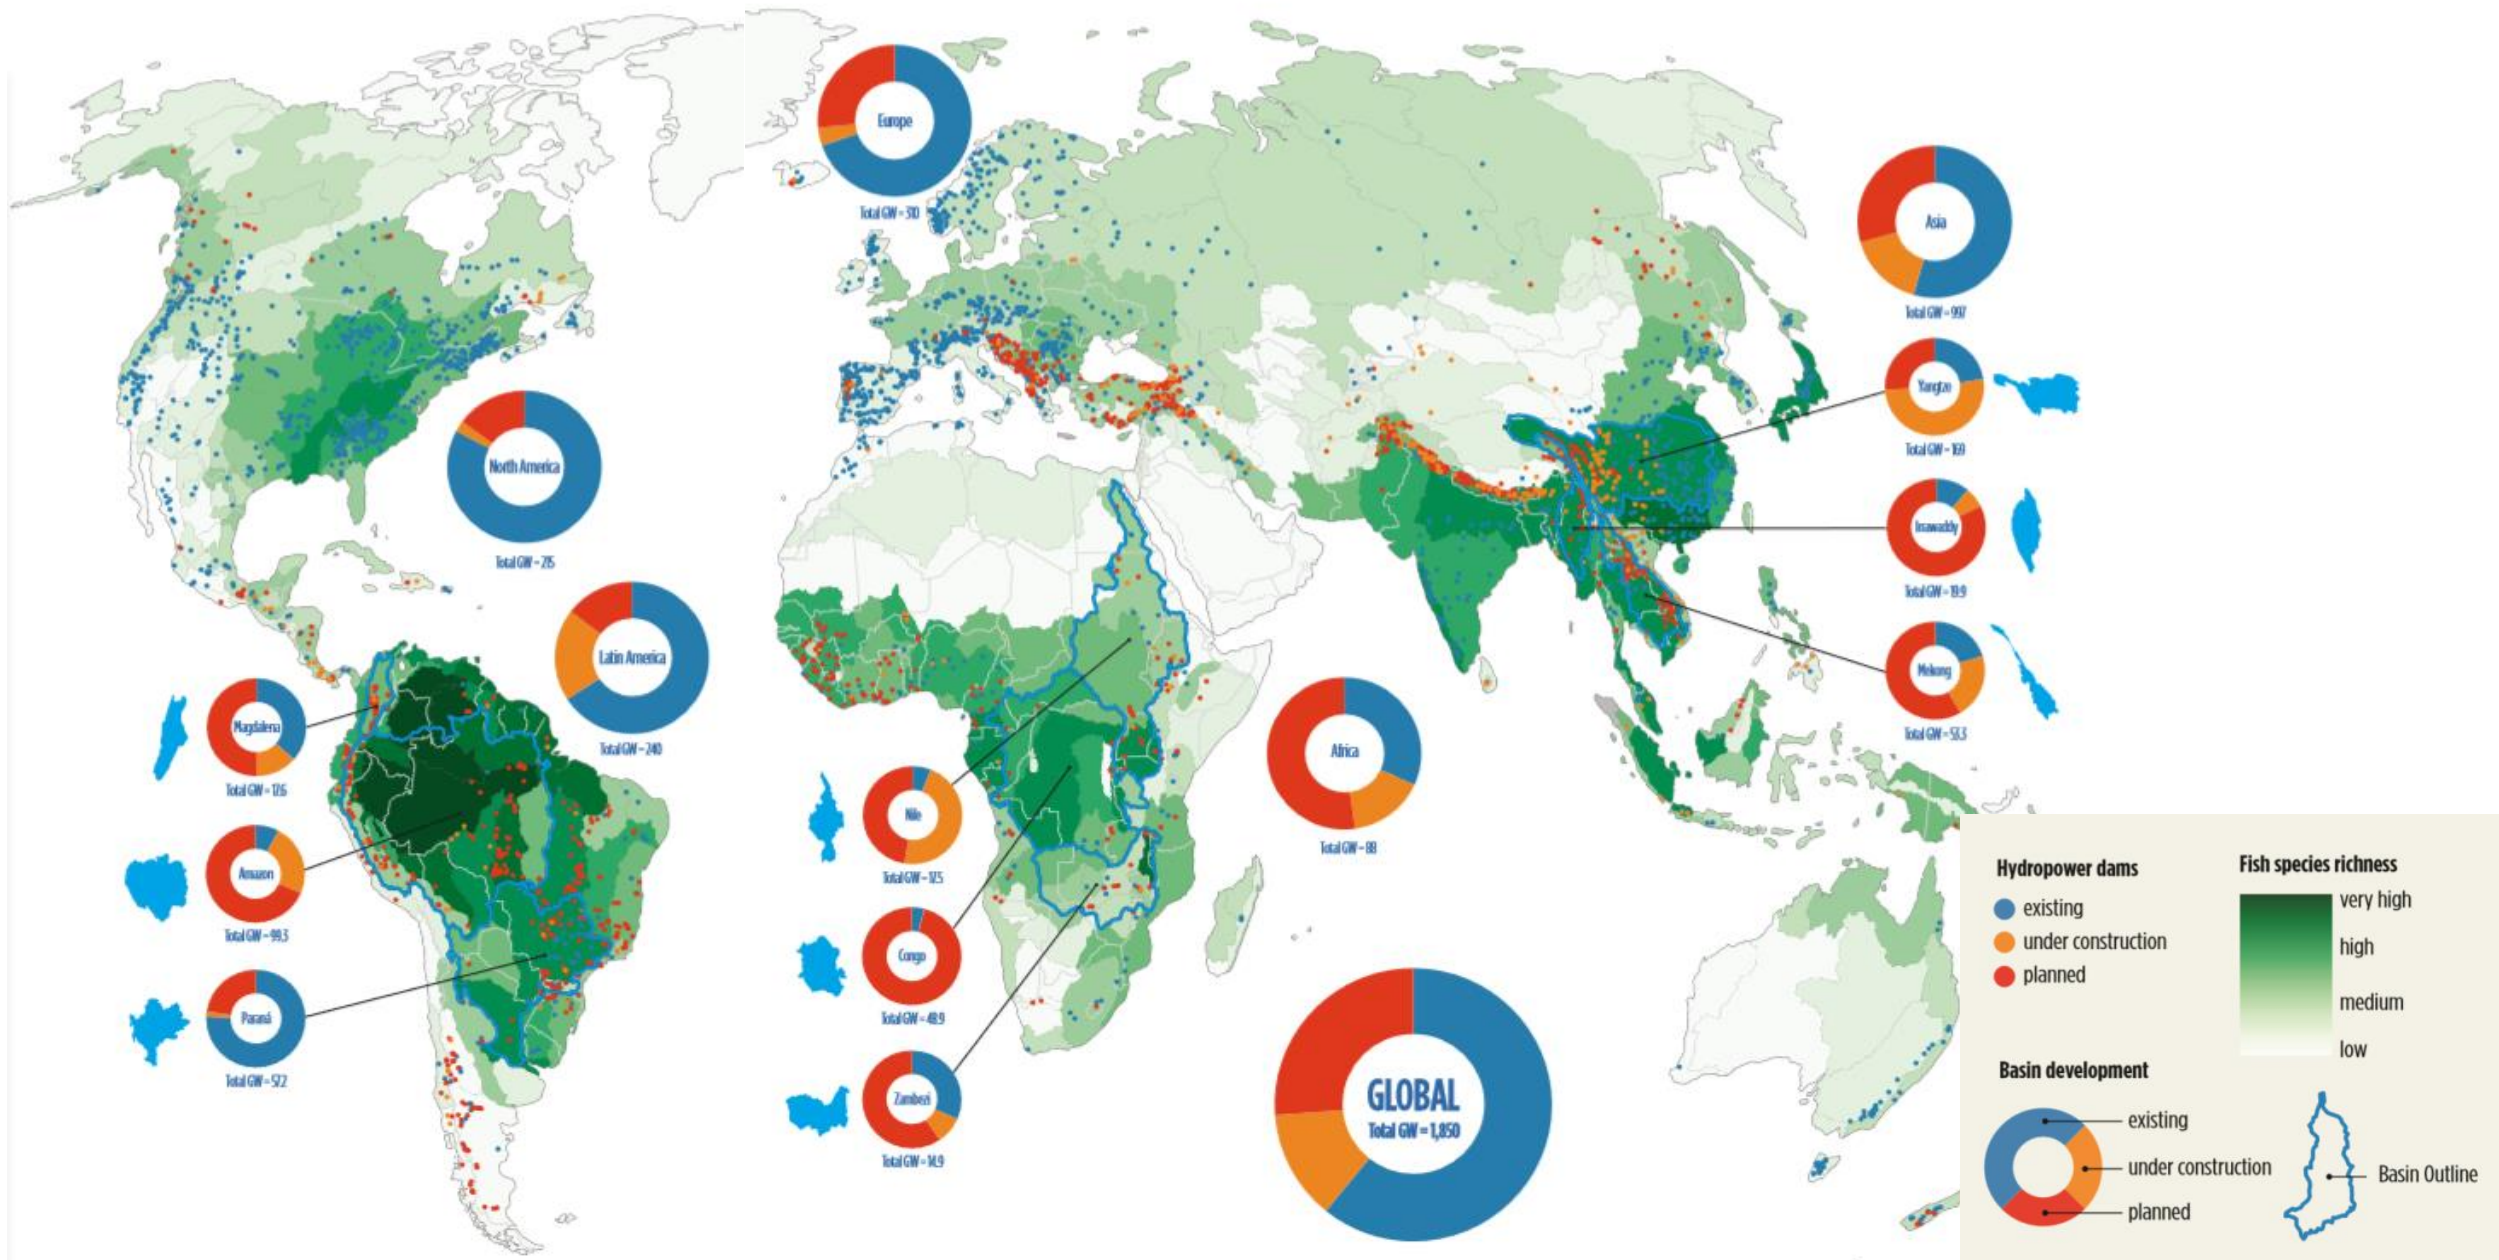 Europe
Total GW = 310
Asia
Total GW = 997
Yangtze
Total GW = 169
Irrawaddy
Total GW = 19.9
Mekong
Total GW = 53.3
North America
Total GW = 215
Latin America
Total GW = 240
Magdalena
Total GW = 17.6
Amazon
Total GW = 99.3
Paraná
Total GW = 57.2
Africa
Total GW = 88
Nile
Total GW = 17.5
Congo
Total GW = 48.9
Zambezi
Total GW = 14.9
GLOBAL
Total GW = 1,850
Hydropower dams
existing
under construction
planned
Fish species richness
very high
high
medium
low
Basin development
existing
under construction
planned
Basin Outline